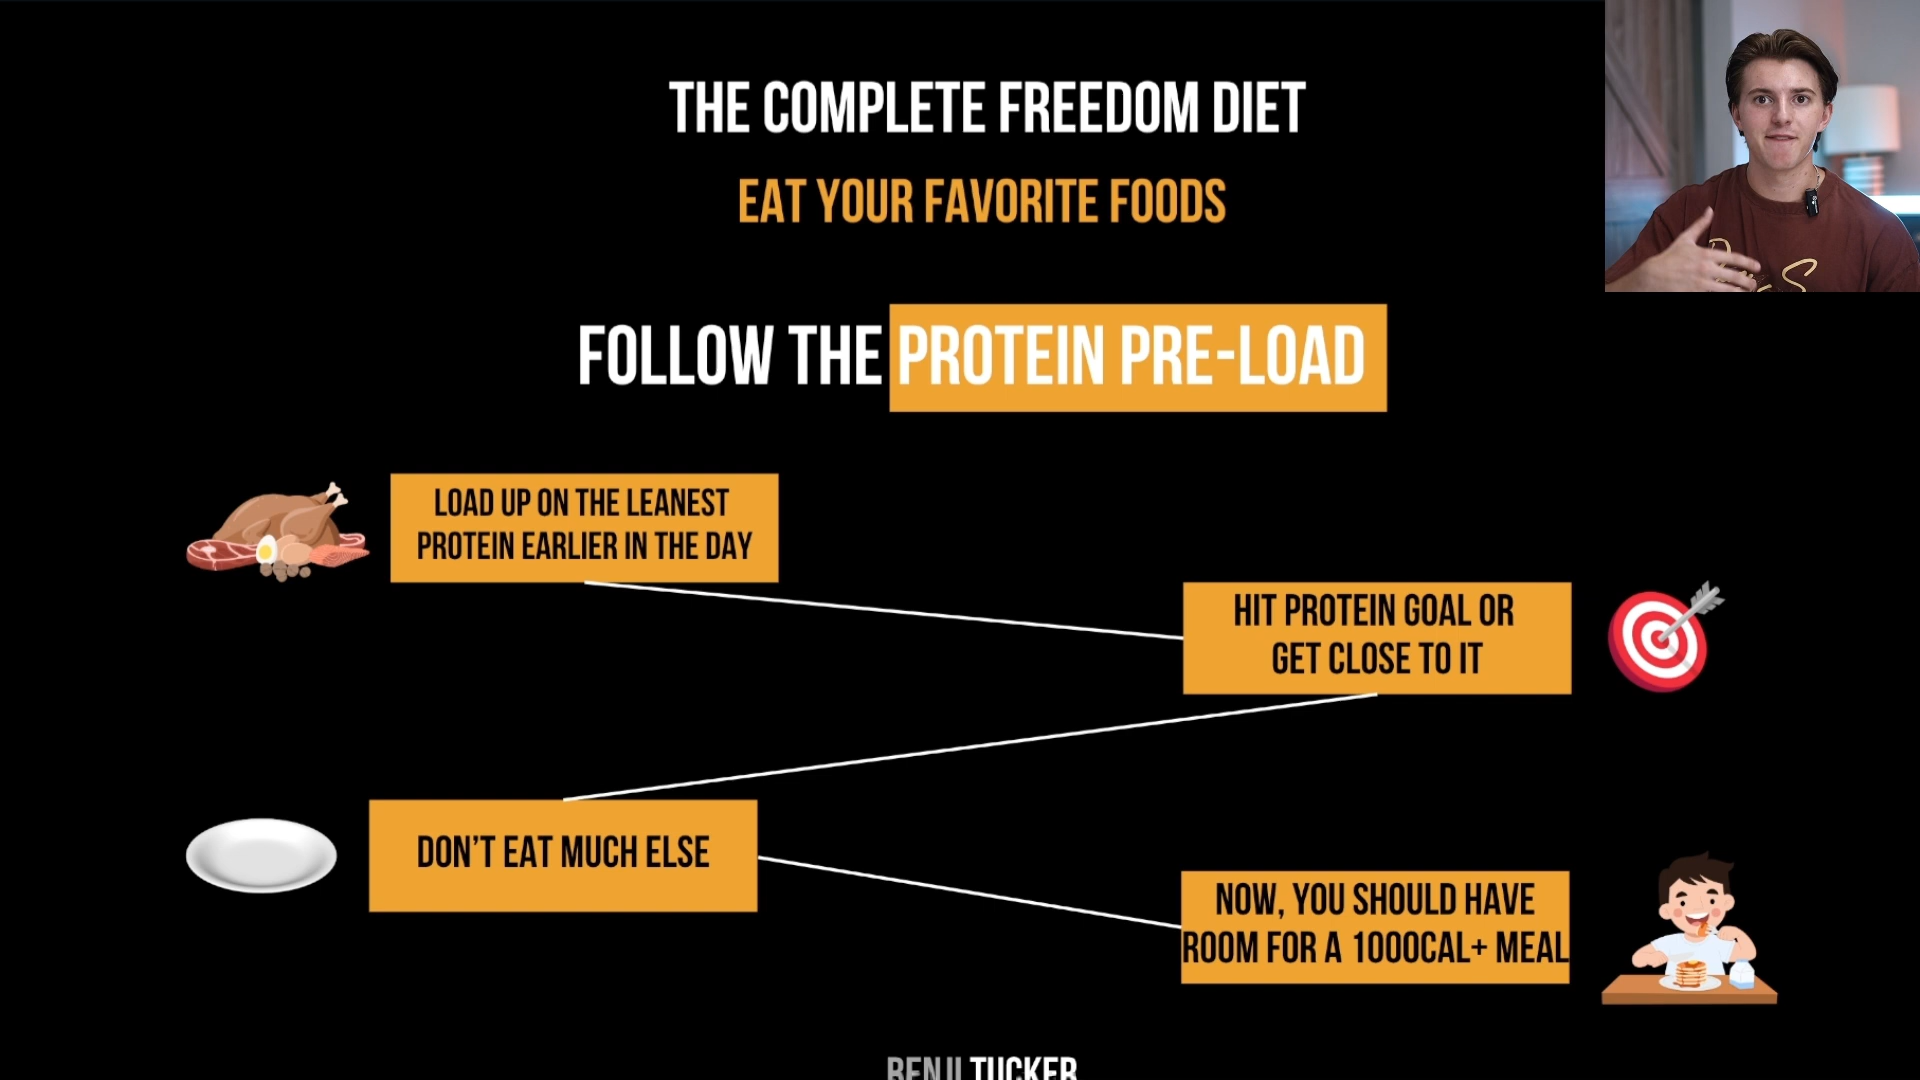 THE COMPLETE FREEDOM DIET
EAT YOUR FAVORITE FOODS
FOLLOW THE PROTEIN PRE-LOAD
LOAD UP ON THE LEANEST
PROTEIN EARLIER IN THE DAY
HIT PROTEIN GOAL OR
GET CLOSE TO IT
DON'T EAT MUCH ELSE
NOW, YOU SHOULD HAVE
ROOM FOR A 1000CAL+ MEAL
BENJI TUCKER